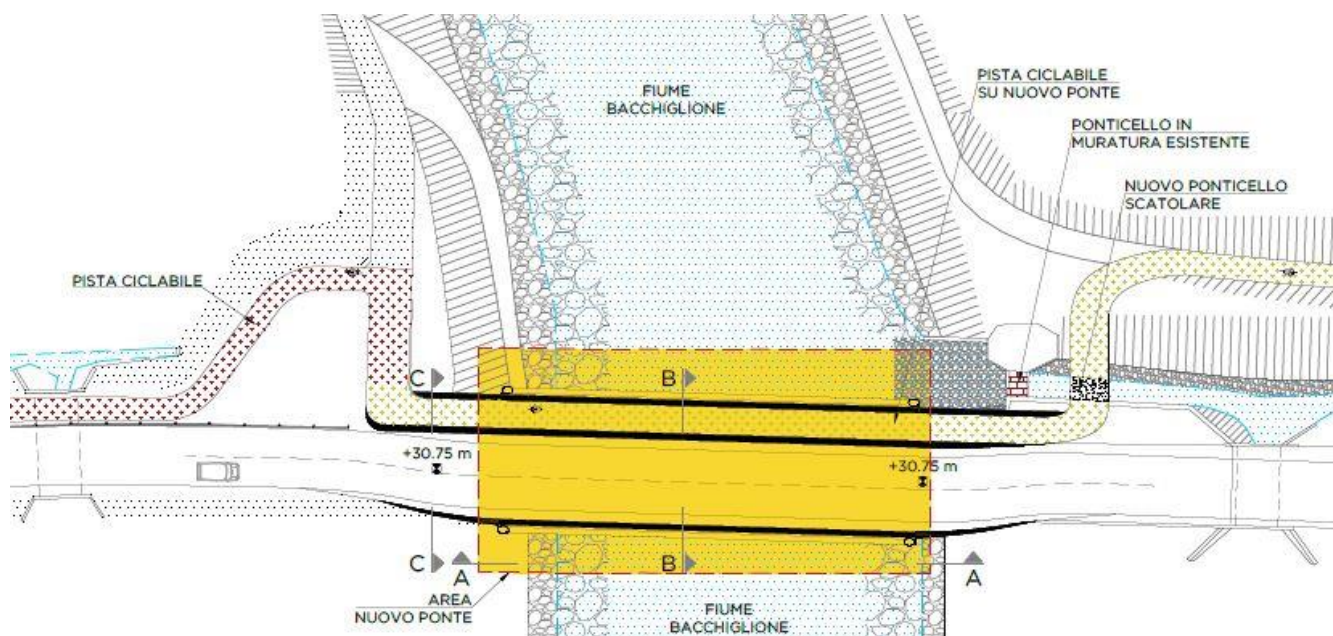 FIUME
BACCHIGLIONE
PISTA CICLABILE
SU NUOVO PONTE
PONTICELLO IN
MURATURA ESISTENTE
NUOVO PONTICELLO
SCATOLARE
PISTA CICLABILE
C
B
+30.75 m
+30.75 m
C
A
B
A
AREA
NUOVO PONTE
FIUME
BACCHIGLIONE